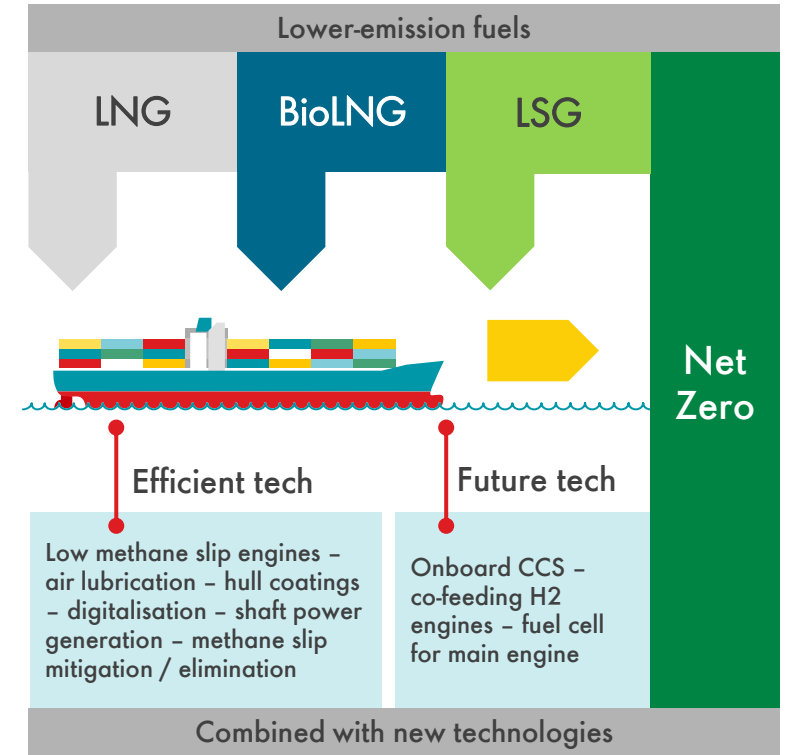 Lower-emission fuels
LNG
BioLNG
LSG
Net
Zero
Efficient tech
Future tech
Low methane slip engines –
air lubrication – hull coatings
– digitalisation – shaft power
generation – methane slip
mitigation / elimination
Onboard CCS –
co-feeding H2
engines – fuel cell
for main engine
Combined with new technologies